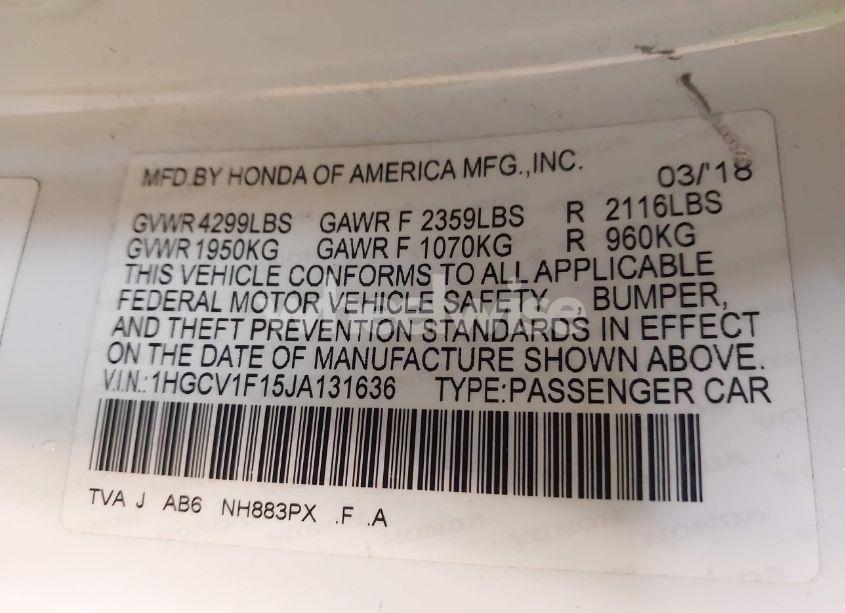 MFD.BY HONDA OF AMERICA MFG.,INC. 03/'18
GVWR 4299LBS GAWR F 2359LBS R 2116LBS
GVWR 1950KG GAWR F 1070KG R 960KG
THIS VEHICLE CONFORMS TO ALL APPLICABLE
FEDERAL MOTOR VEHICLE SAFETY , BUMPER,
AND THEFT PREVENTION STANDARDS IN EFFECT
ON THE DATE OF MANUFACTURE SHOWN ABOVE.
V.I.N.:1HGCV1F15JA131636 TYPE:PASSENGER CAR
TVA J AB6 NH883PX .F .A